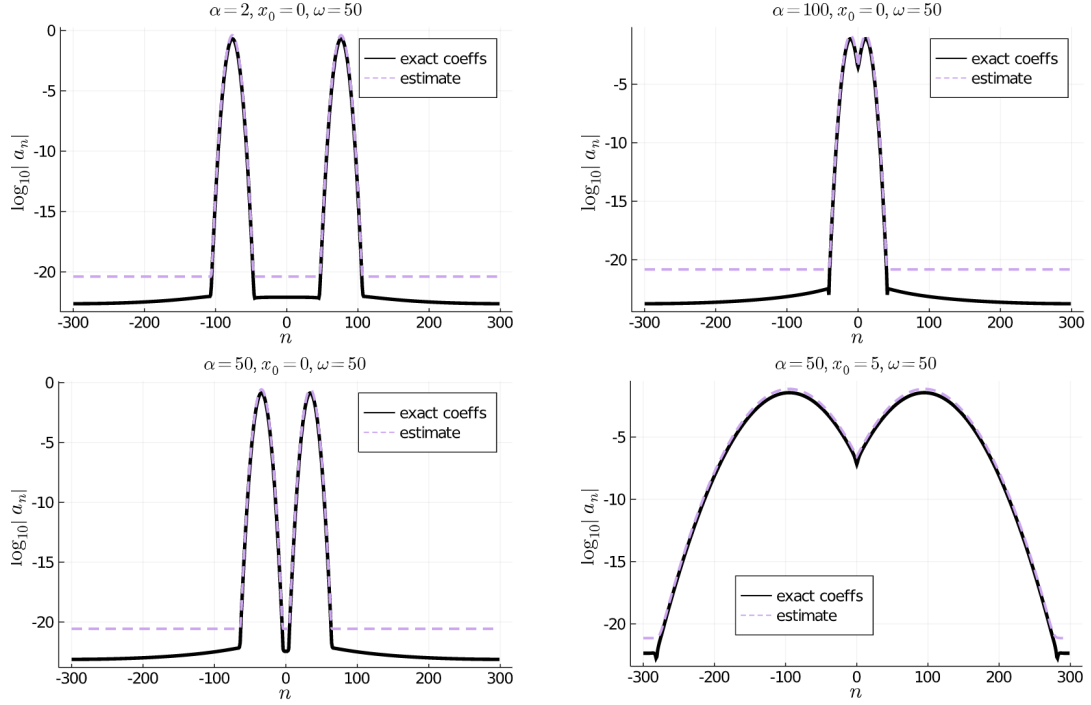 α=2, x₀=0, ω=50
0
-5
-10
-15
-20
log₁₀|aₙ|
exact coeffs
estimate
-300 -200 -100 0 100 200 300
n
α=100, x₀=0, ω=50
-5
-10
-15
-20
log₁₀|aₙ|
exact coeffs
estimate
-300 -200 -100 0 100 200 300
n
α=50, x₀=0, ω=50
0
-5
-10
-15
-20
log₁₀|aₙ|
exact coeffs
estimate
-300 -200 -100 0 100 200 300
n
α=50, x₀=5, ω=50
-5
-10
-15
-20
log₁₀|aₙ|
exact coeffs
estimate
-300 -200 -100 0 100 200 300
n